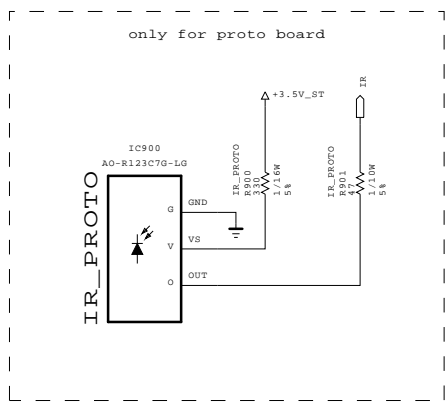 only for proto board
+3.5V_ST
IR
IC900
AO-R123C7G-LG
IR_PROTO
R900
330
1/16W
5%
IR_PROTO
R901
47
1/10W
5%
IR_PROTO
G
GND
V
VS
O
OUT